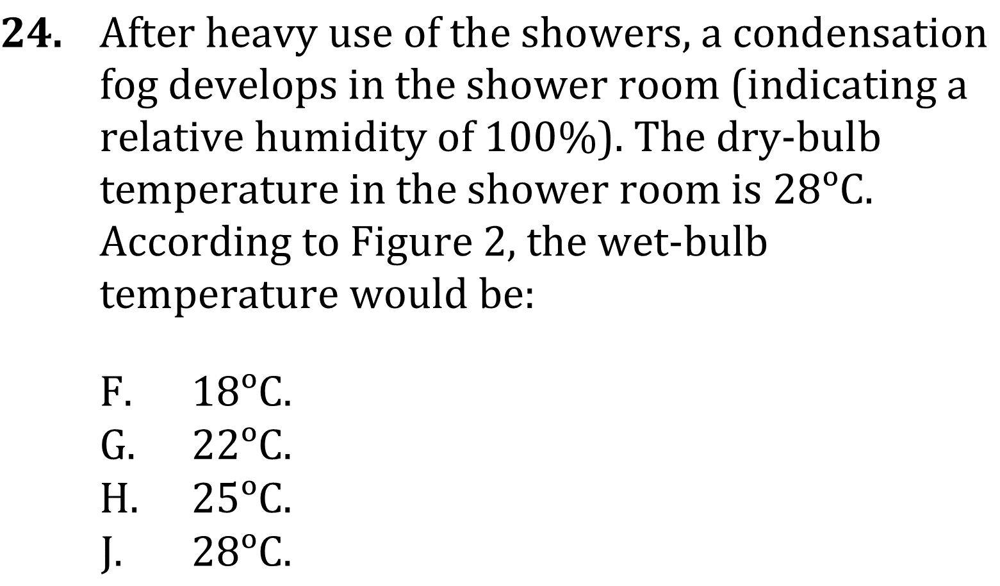 24. After heavy use of the showers, a condensation
fog develops in the shower room (indicating a
relative humidity of 100%). The dry-bulb
temperature in the shower room is 28°C.
According to Figure 2, the wet-bulb
temperature would be:
F. 18°C.
G. 22°C.
H. 25°C.
J. 28°C.